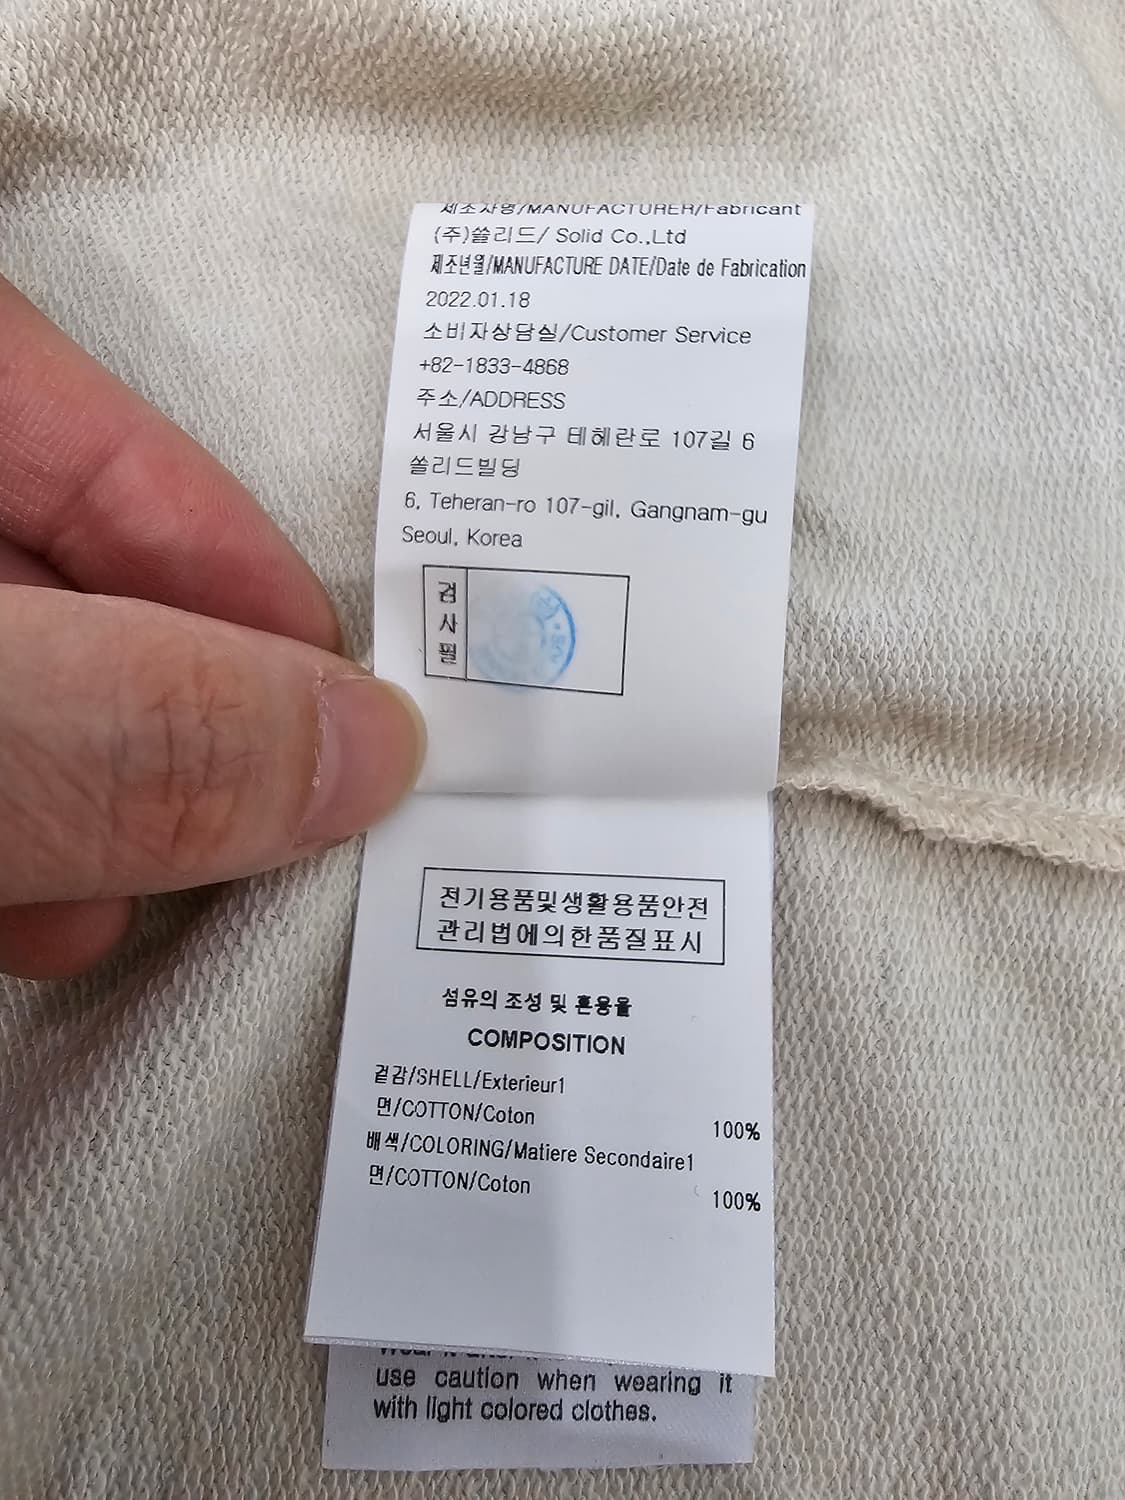 제조자명/MANUFACTURER/Fabricant
(주)쏠리드/ Solid Co.,Ltd
제조년월/MANUFACTURE DATE/Date de Fabrication
2022.01.18
소비자상담실/Customer Service
+82-1833-4868
주소/ADDRESS
서울시 강남구 테헤란로 107길 6
쏠리드빌딩
6, Teheran-ro 107-gil, Gangnam-gu
Seoul, Korea
검사필
전기용품및생활용품안전
관리법에의한품질표시
섬유의 조성 및 혼용율
COMPOSITION
겉감/SHELL/Exterieur1
면/COTTON/Coton 100%
배색/COLORING/Matiere Secondaire1
면/COTTON/Coton 100%
use caution when wearing it
with light colored clothes.